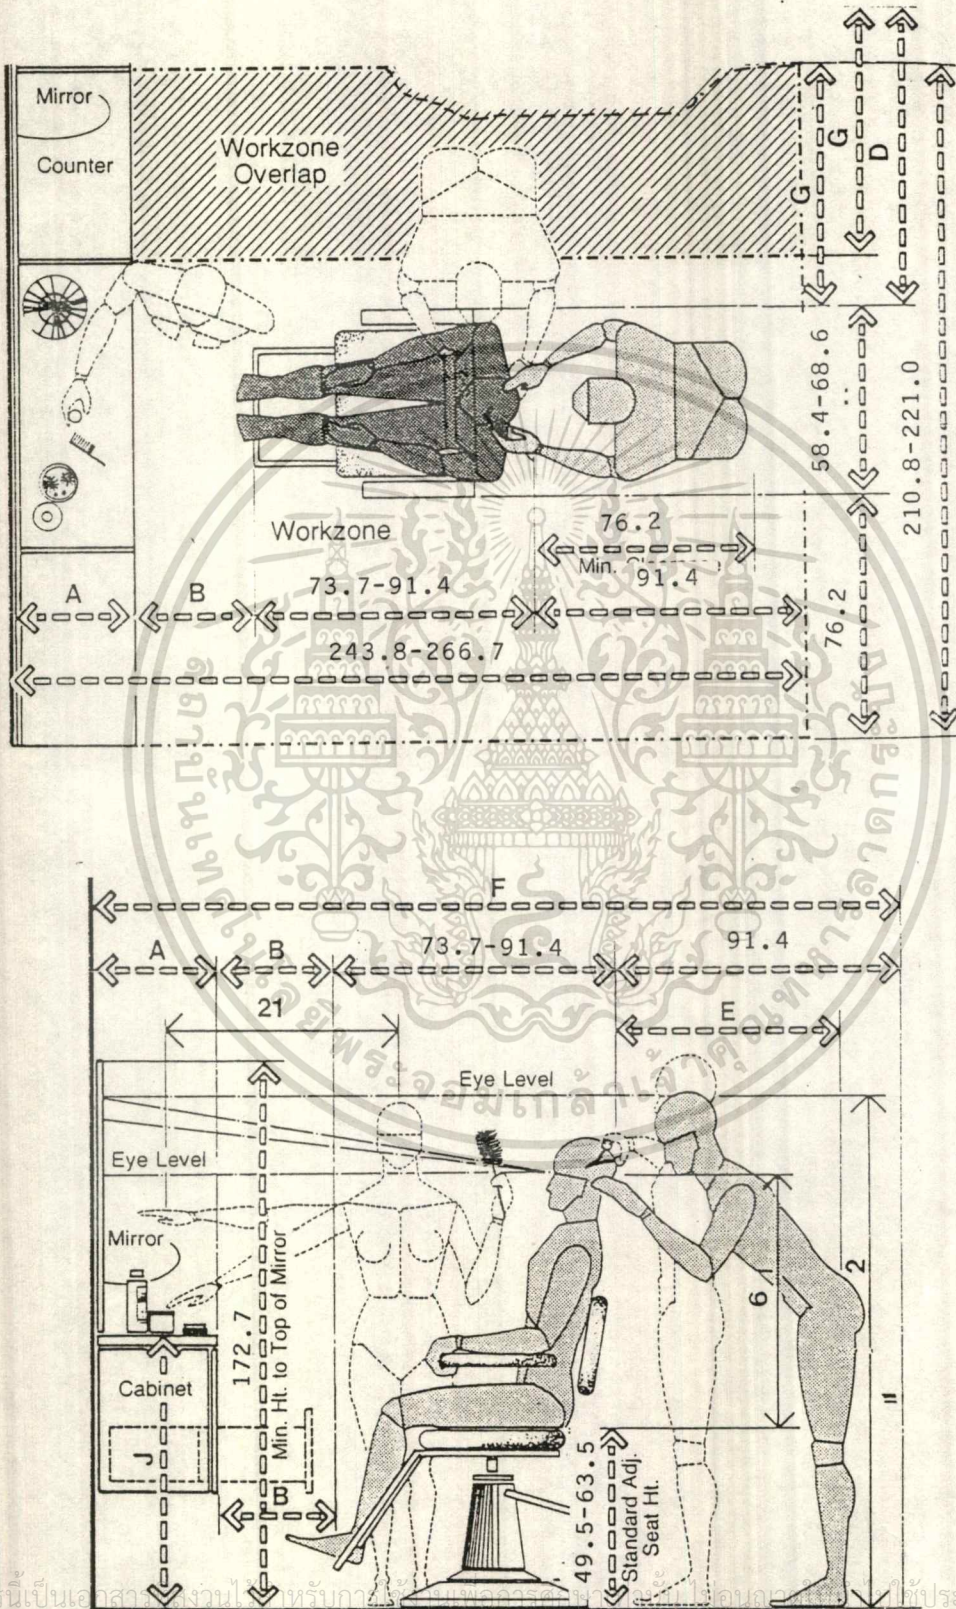 Mirror
Counter
Workzone
Overlap
G
G
D
58.4-68.6
210.8-221.0
Workzone
76.2
Min.
91.4
A
B
73.7-91.4
76.2
243.8-266.7
F
A
B
73.7-91.4
91.4
21
E
Eye Level
Eye Level
Mirror
172.7
Min. Ht. to Top of Mirror
Cabinet
J
B
6
2
49.5-63.5
Standard Adj.
Seat Ht.